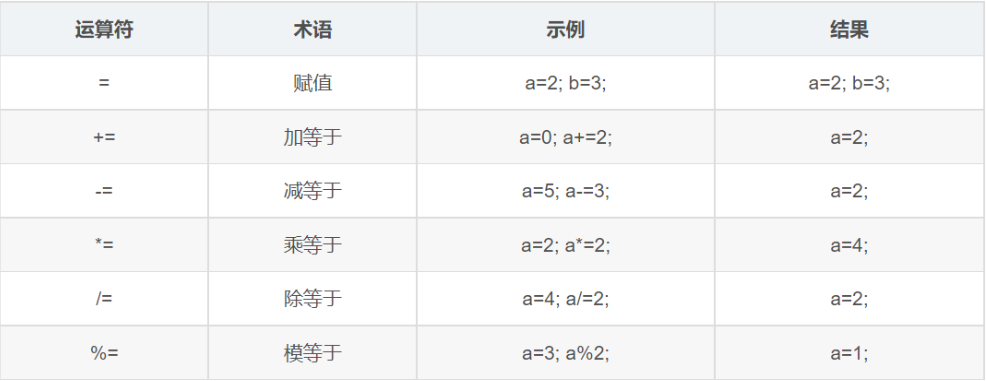 运算符 术语 示例 结果
= 赋值 a=2; b=3; a=2; b=3;
+= 加等于 a=0; a+=2; a=2;
-= 减等于 a=5; a-=3; a=2;
*= 乘等于 a=2; a*=2; a=4;
/= 除等于 a=4; a/=2; a=2;
%= 模等于 a=3; a%2; a=1;